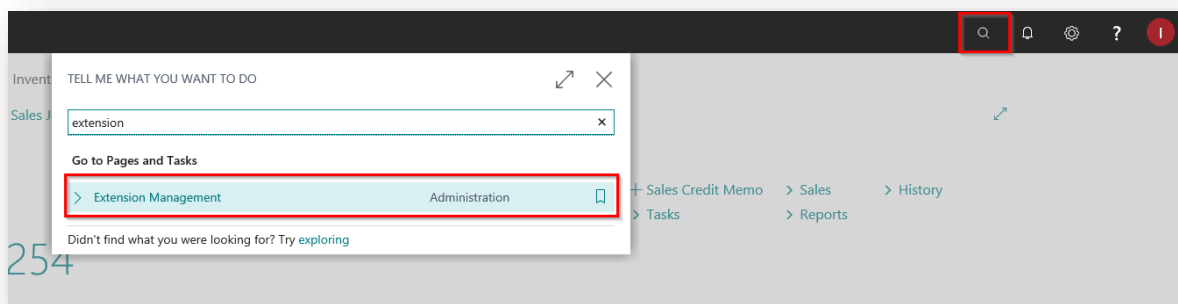 ? I
Invent
TELL ME WHAT YOU WANT TO DO
Sales J
extension
Go to Pages and Tasks
Extension Management Administration
+ Sales Credit Memo > Sales > History
> Tasks > Reports
Didn't find what you were looking for? Try exploring
254